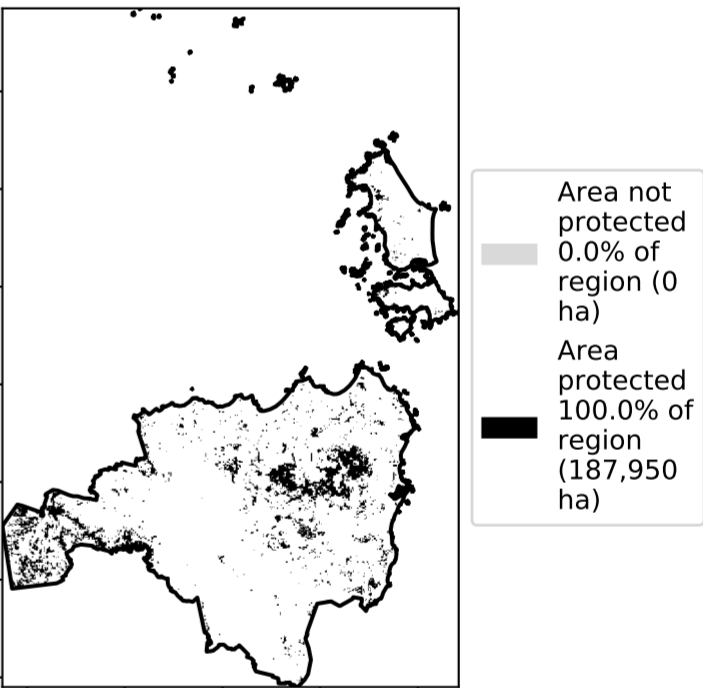 Area not
protected
0.0% of
region (0
ha)
Area
protected
100.0% of
region
(187,950
ha)